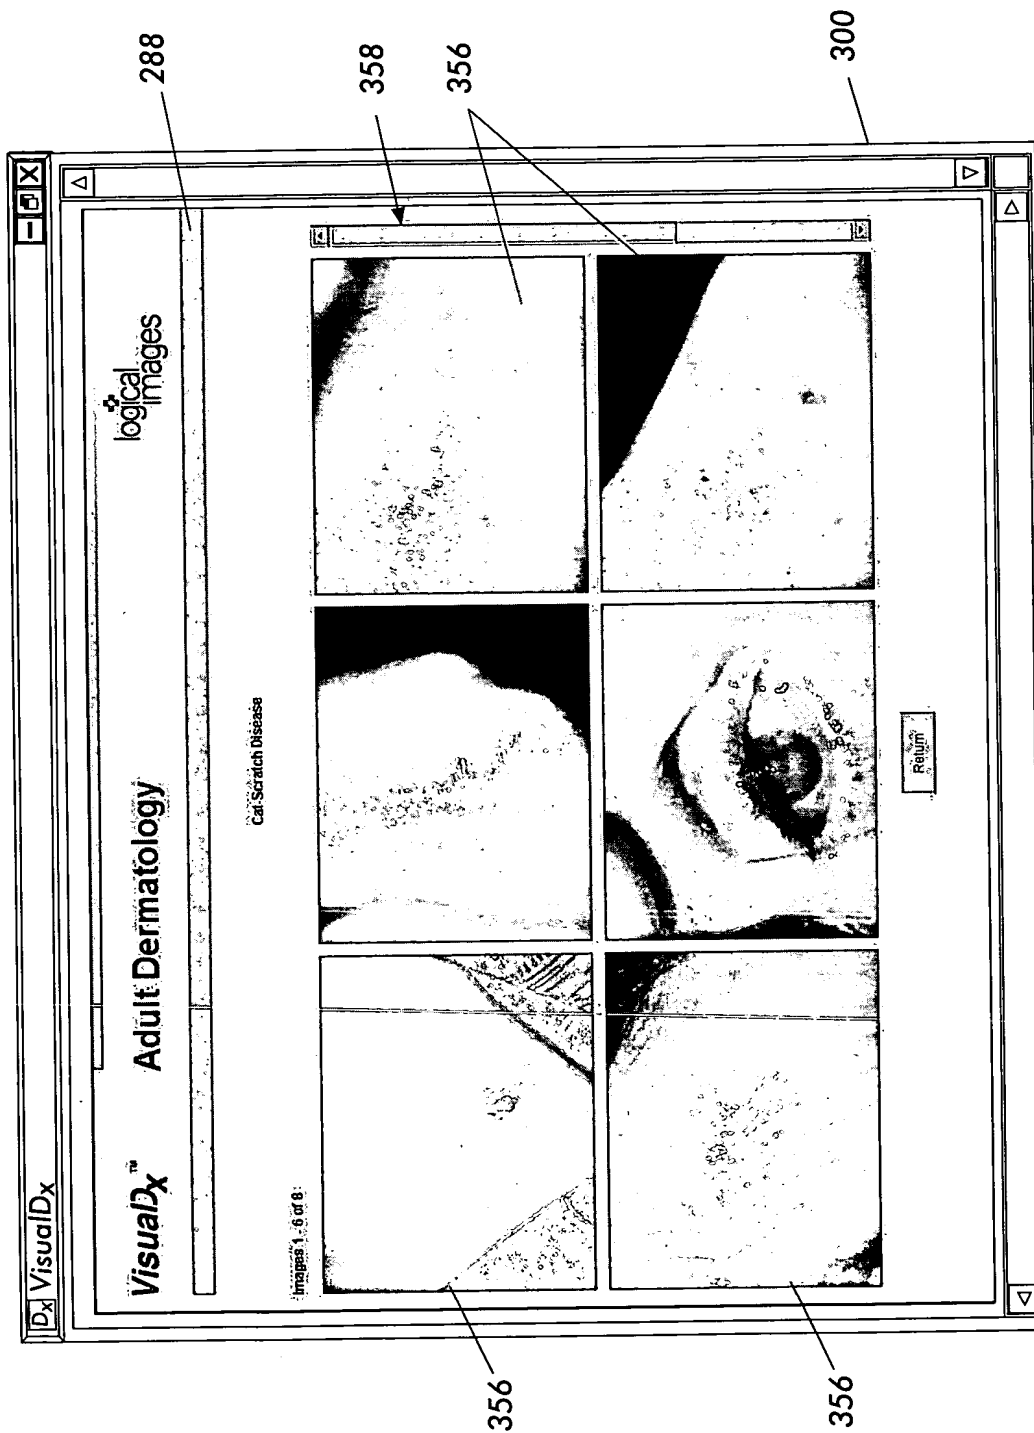 Dx VisualDx
VisualDx™ Adult Dermatology
logical
images
288
Cat-Scratch Disease
Images 1 - 6 of 8
358
356
356
356
Return
300